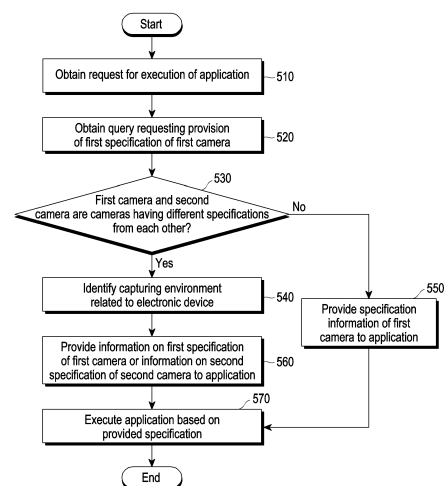 Start
Obtain request for execution of application
510
Obtain query requesting provision
of first specification of first camera
520
530
First camera and second
camera are cameras having different specifications
from each other?
No
Yes
Identify capturing environment
related to electronic device
540
550
Provide specification
information of first
camera to application
Provide information on first specification
of first camera or information on second
specification of second camera to application
560
570
Execute application based on
provided specification
End